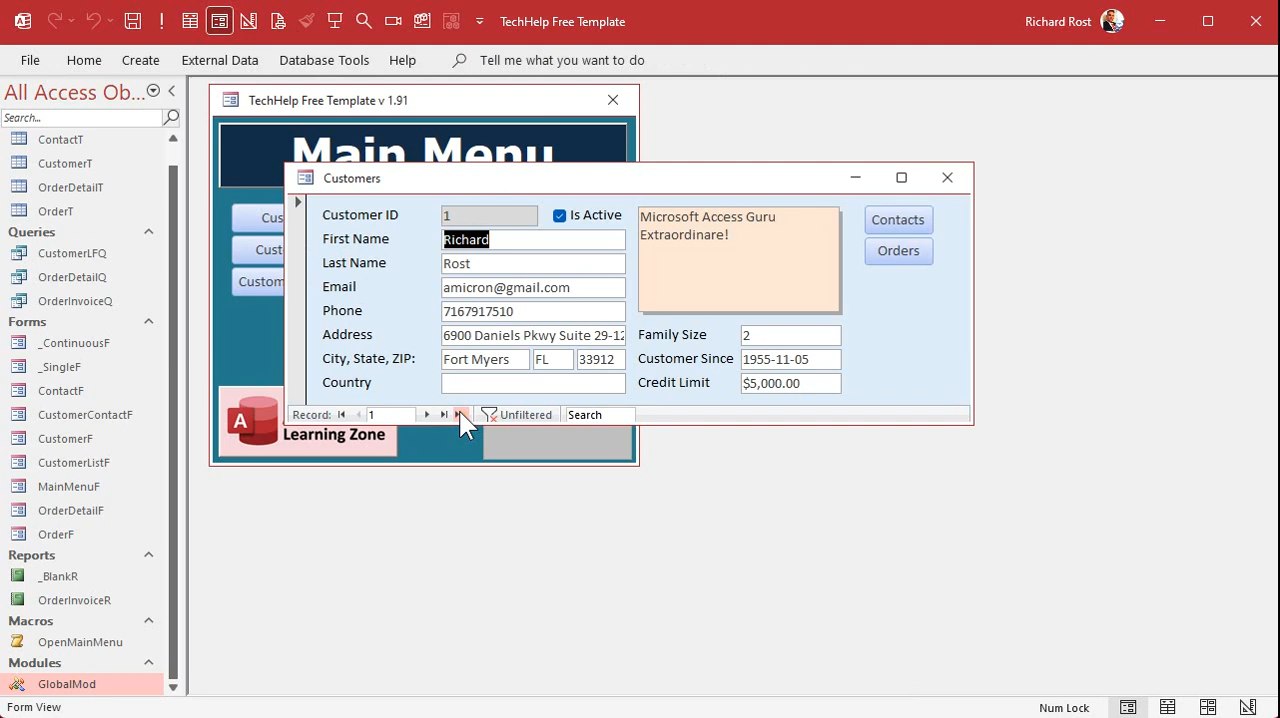 TechHelp Free Template
Richard Rost
File
Home
Create
External Data
Database Tools
Help
Tell me what you want to do
All Access Ob...
Search...
ContactT
CustomerT
OrderDetailT
OrderT
Queries
CustomerLFQ
OrderDetailQ
OrderInvoiceQ
Forms
_ContinuousF
_SingleF
ContactF
CustomerContactF
CustomerF
CustomerListF
MainMenuF
OrderDetailF
OrderF
Reports
_BlankR
OrderInvoiceR
Macros
OpenMainMenu
Modules
GlobalMod
TechHelp Free Template v 1.91
Main Menu
Cus
Cust
Custom
A
Learning Zone
Customers
Customer ID 1
Is Active
First Name Richard
Last Name Rost
Email amicron@gmail.com
Phone 7167917510
Address 6900 Daniels Pkwy Suite 29-12
City, State, ZIP: Fort Myers FL 33912
Country
Microsoft Access Guru
Extraordinare!
Family Size 2
Customer Since 1955-11-05
Credit Limit $5,000.00
Contacts
Orders
Record: 1 Unfiltered Search
Form View
Num Lock